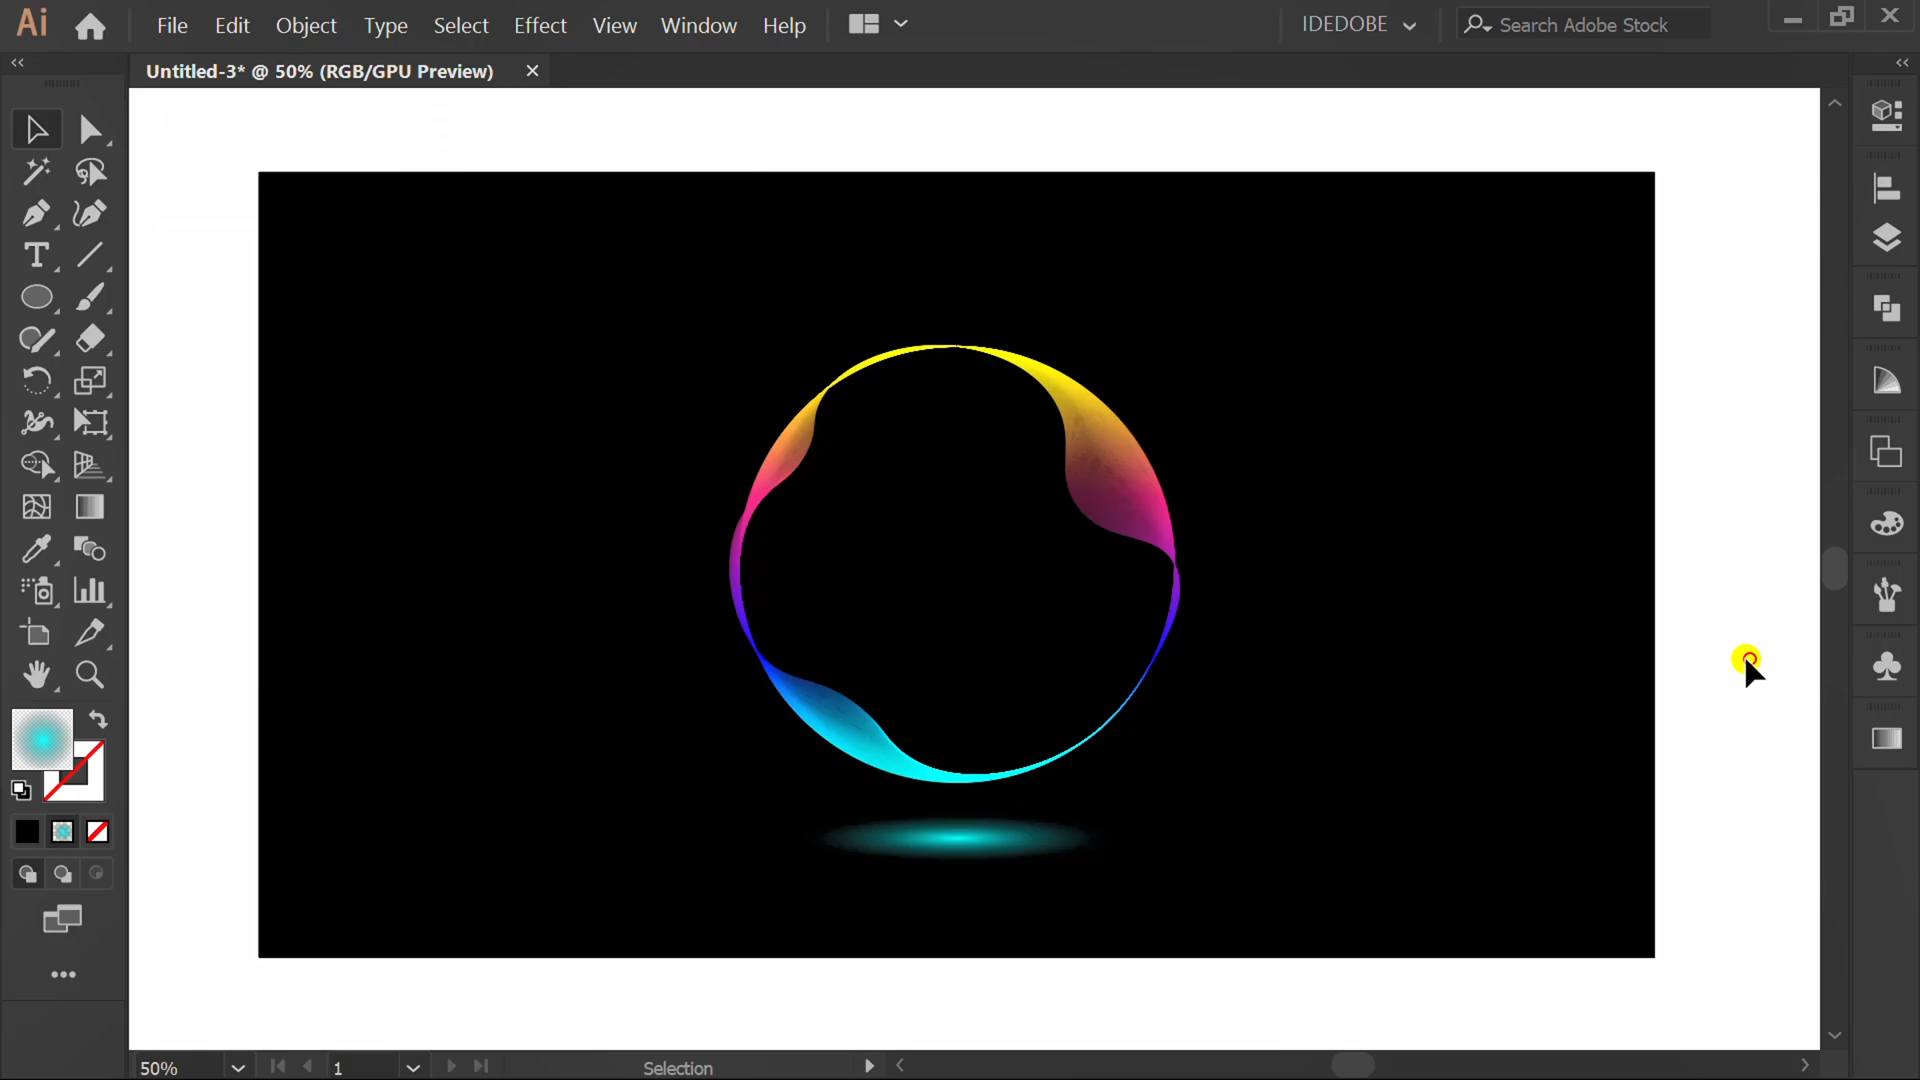 Ai File Edit Object Type Select Effect View Window Help IDEDOBE Search Adobe Stock
Untitled-3* @ 50% (RGB/GPU Preview)
50% 1 Selection